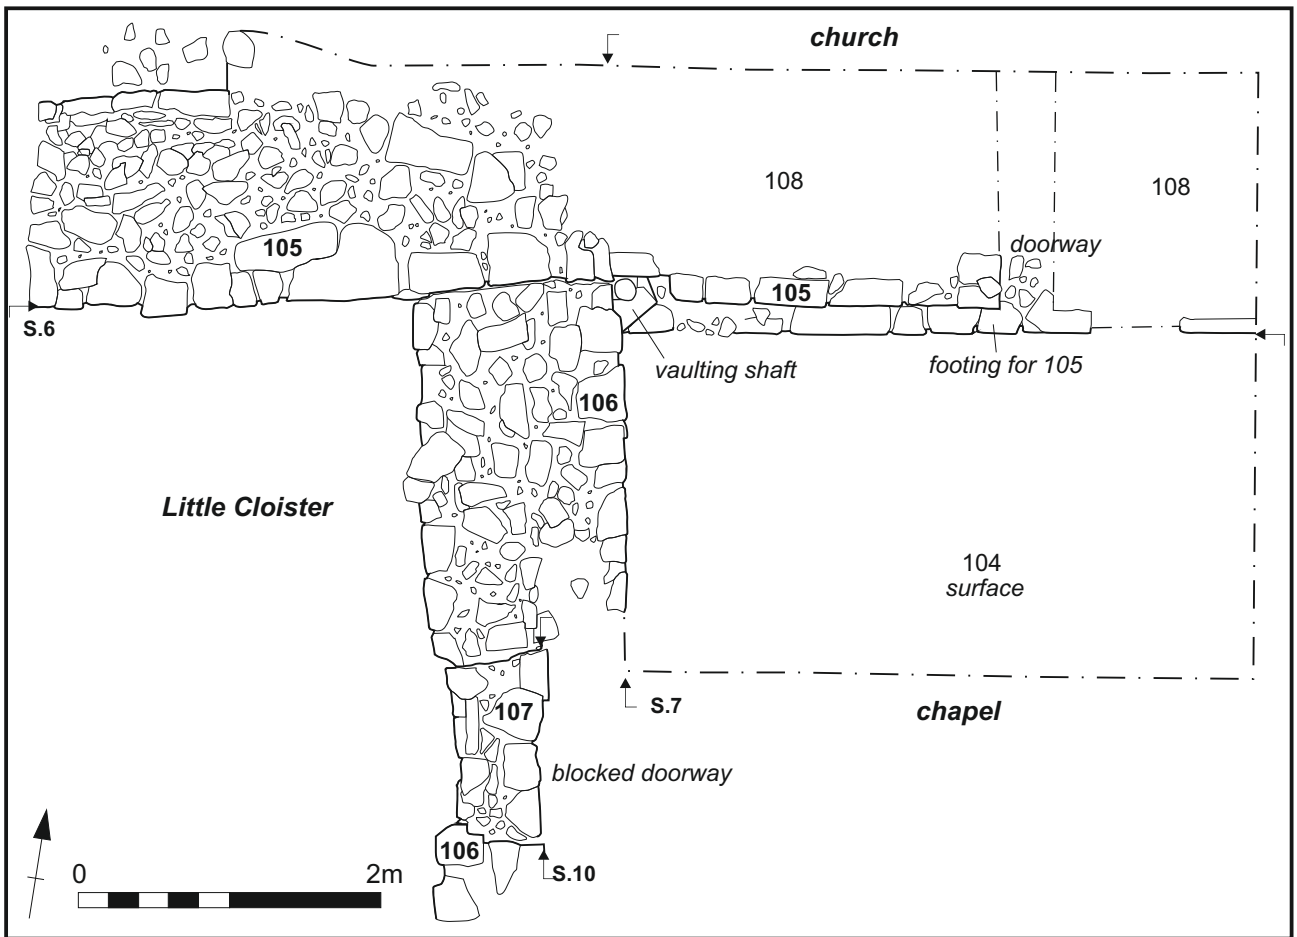 church
108
108
105
doorway
105
S.6
vaulting shaft
footing for 105
106
Little Cloister
104
surface
S.7
chapel
107
blocked doorway
106
S.10
0
2m